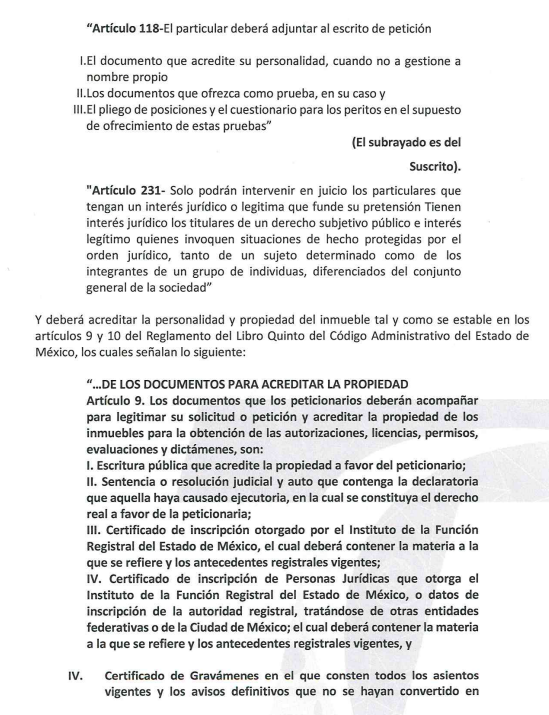 “Artículo 118-El particular deberá adjuntar al escrito de petición
I.El documento que acredite su personalidad, cuando no a gestione a
nombre propio
II.Los documentos que ofrezca como prueba, en su caso y
III.El pliego de posiciones y el cuestionario para los peritos en el supuesto
de ofrecimiento de estas pruebas”
(El subrayado es del
Suscrito).
"Artículo 231- Solo podrán intervenir en juicio los particulares que
tengan un interés jurídico o legitima que funde su pretensión Tienen
interés jurídico los titulares de un derecho subjetivo público e interés
legítimo quienes invoquen situaciones de hecho protegidas por el
orden jurídico, tanto de un sujeto determinado como de los
integrantes de un grupo de individuas, diferenciados del conjunto
general de la sociedad”
Y deberá acreditar la personalidad y propiedad del inmueble tal y como se estable en los
artículos 9 y 10 del Reglamento del Libro Quinto del Código Administrativo del Estado de
México, los cuales señalan lo siguiente:
“...DE LOS DOCUMENTOS PARA ACREDITAR LA PROPIEDAD
Artículo 9. Los documentos que los peticionarios deberán acompañar
para legitimar su solicitud o petición y acreditar la propiedad de los
inmuebles para la obtención de las autorizaciones, licencias, permisos,
evaluaciones y dictámenes, son:
I. Escritura pública que acredite la propiedad a favor del peticionario;
II. Sentencia o resolución judicial y auto que contenga la declaratoria
que aquella haya causado ejecutoria, en la cual se constituya el derecho
real a favor de la peticionaria;
III. Certificado de inscripción otorgado por el Instituto de la Función
Registral del Estado de México, el cual deberá contener la materia a la
que se refiere y los antecedentes registrales vigentes;
IV. Certificado de inscripción de Personas Jurídicas que otorga el
Instituto de la Función Registral del Estado de México, o datos de
inscripción de la autoridad registral, tratándose de otras entidades
federativas o de la Ciudad de México; el cual deberá contener la materia
a la que se refiere y los antecedentes registrales vigentes, y
IV. Certificado de Gravámenes en el que consten todos los asientos
vigentes y los avisos definitivos que no se hayan convertido en